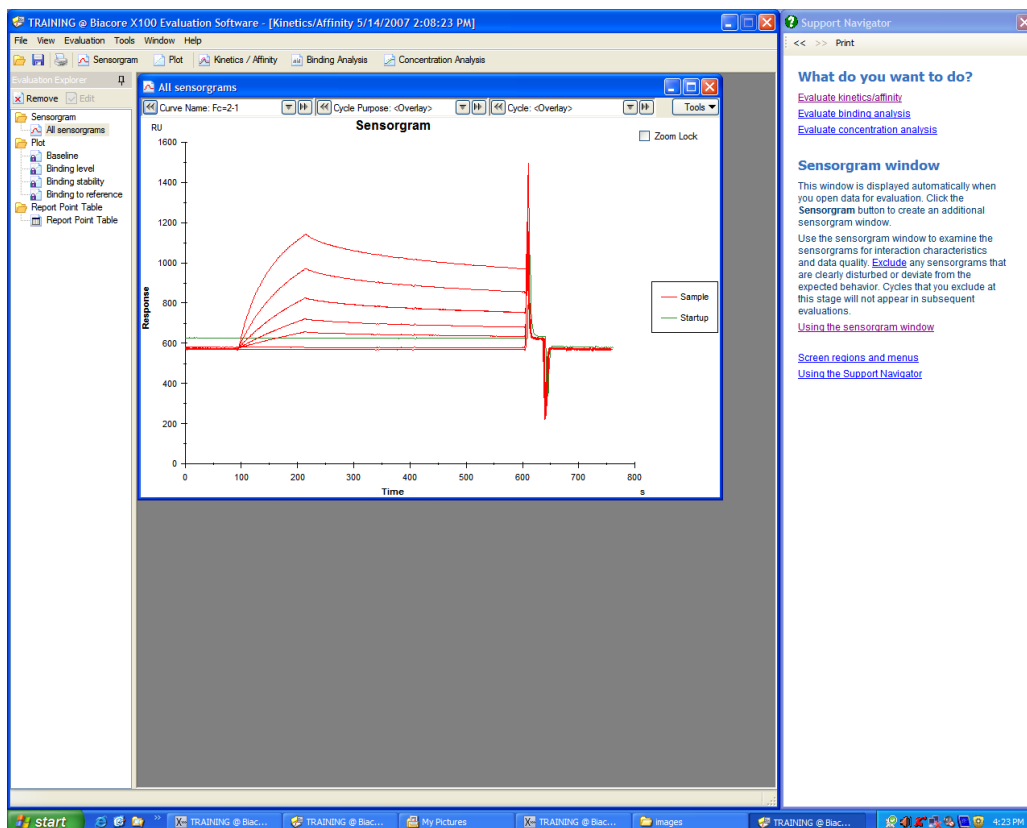 TRAINING @ Biacore X100 Evaluation Software - [Kinetics/Affinity 5/14/2007 2:08:23 PM]
File View Evaluation Tools Window Help
Sensorgram Plot Kinetics / Affinity Binding Analysis Concentration Analysis
Evaluation Explorer
Remove Edit
Sensorgram
All sensorgrams
Plot
Baseline
Binding level
Binding stability
Binding to reference
Report Point Table
Report Point Table
All sensorgrams
Curve Name: Fc=2-1 Cycle Purpose: <Overlay> Cycle: <Overlay> Tools
Sensorgram
Zoom Lock
RU
1600
1400
1200
1000
800
600
400
200
0
Response
0 100 200 300 400 500 600 700 800
Time
s
Sample
Startup
Support Navigator
<< >> Print
What do you want to do?
Evaluate kinetics/affinity
Evaluate binding analysis
Evaluate concentration analysis
Sensorgram window
This window is displayed automatically when
you open data for evaluation. Click the
Sensorgram button to create an additional
sensorgram window.
Use the sensorgram window to examine the
sensorgrams for interaction characteristics
and data quality. Exclude any sensorgrams that
are clearly disturbed or deviate from the
expected behavior. Cycles that you exclude at
this stage will not appear in subsequent
evaluations.
Using the sensorgram window
Screen regions and menus
Using the Support Navigator
start
TRAINING @ Biac...
TRAINING @ Biac...
My Pictures
TRAINING @ Biac...
images
TRAINING @ Biac...
4:23 PM